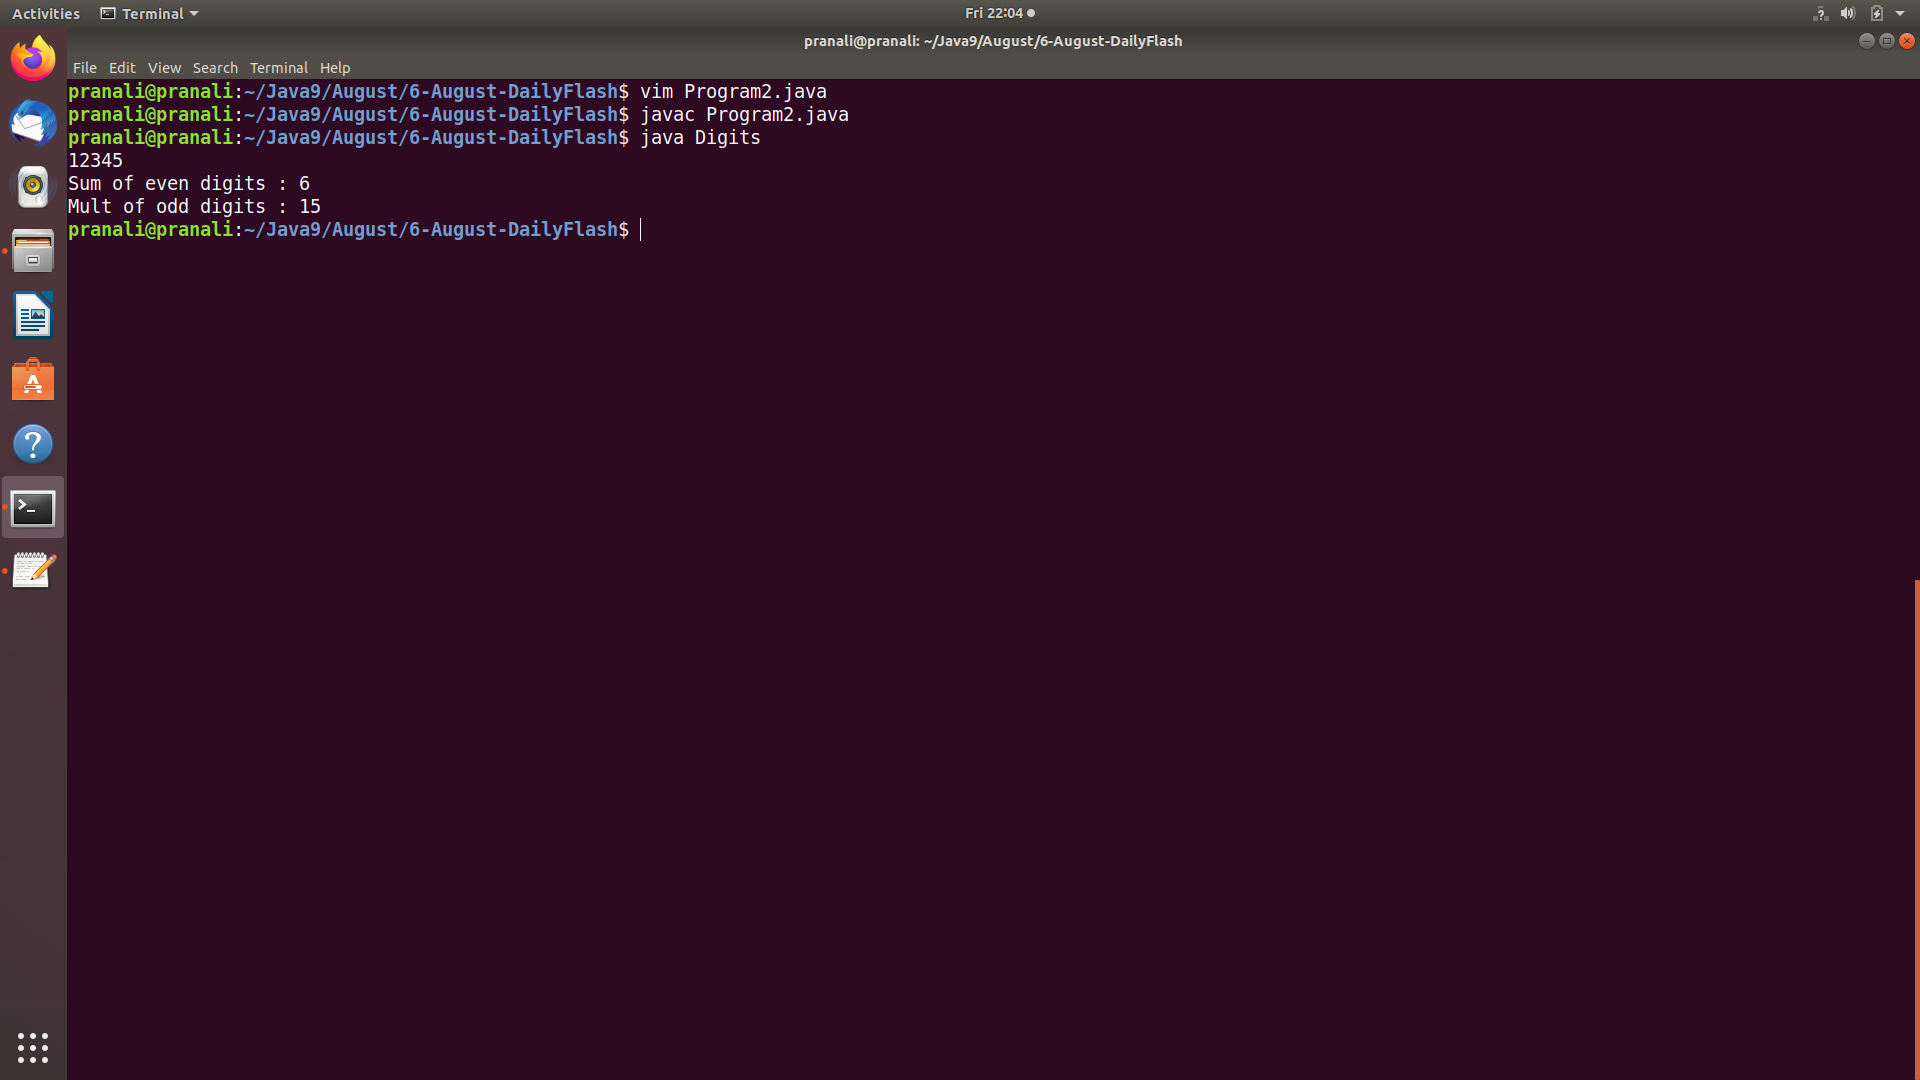 Activities Terminal Fri 22:04
pranali@pranali: ~/Java9/August/6-August-DailyFlash
File Edit View Search Terminal Help
pranali@pranali:~/Java9/August/6-August-DailyFlash$ vim Program2.java
pranali@pranali:~/Java9/August/6-August-DailyFlash$ javac Program2.java
pranali@pranali:~/Java9/August/6-August-DailyFlash$ java Digits
12345
Sum of even digits : 6
Mult of odd digits : 15
pranali@pranali:~/Java9/August/6-August-DailyFlash$